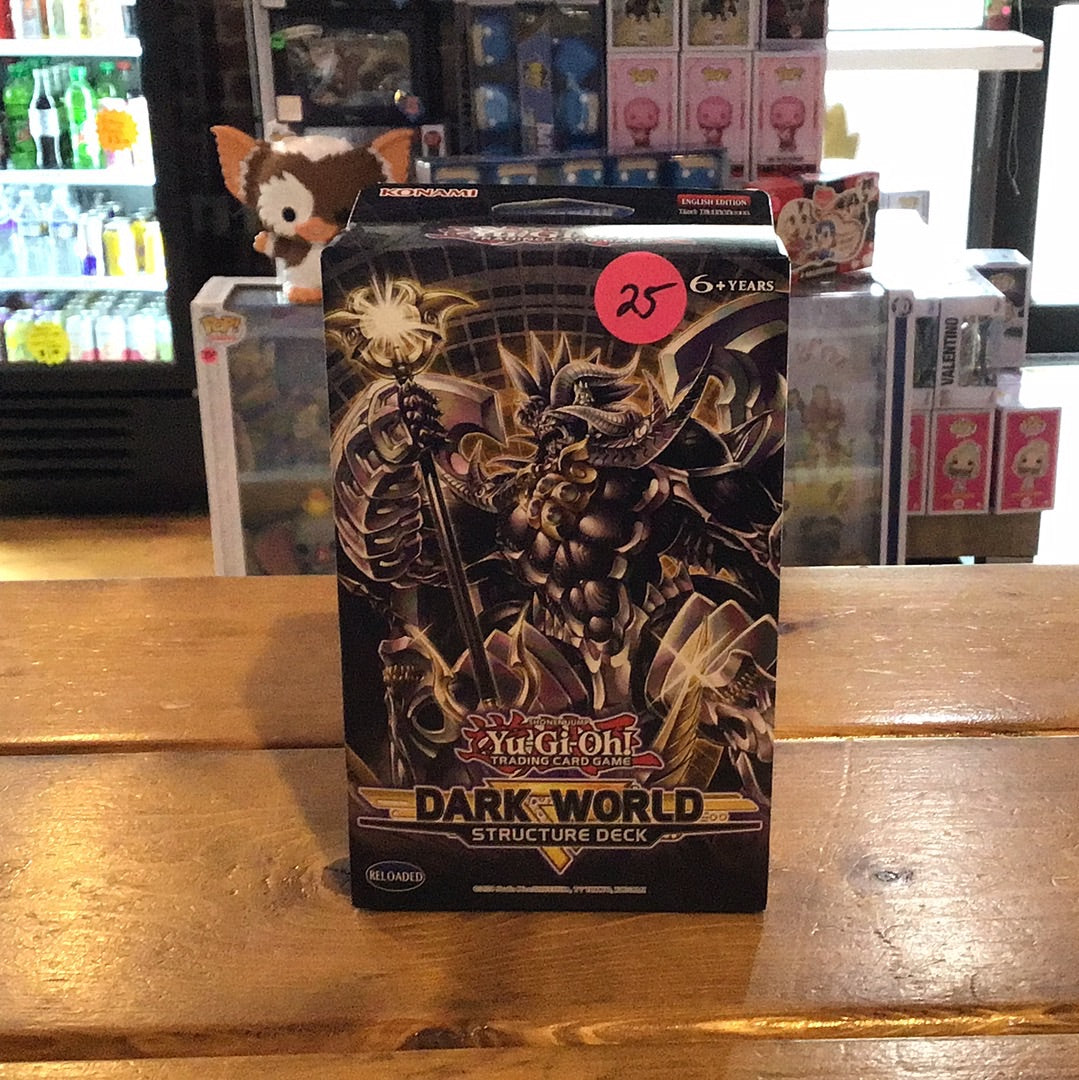 KONAMI
ENGLISH EDITION
25
6+YEARS
SHONEN JUMP
Yu-Gi-Oh!
TRADING CARD GAME
DARK WORLD
STRUCTURE DECK
RELOADED
POP!
VALENTINO